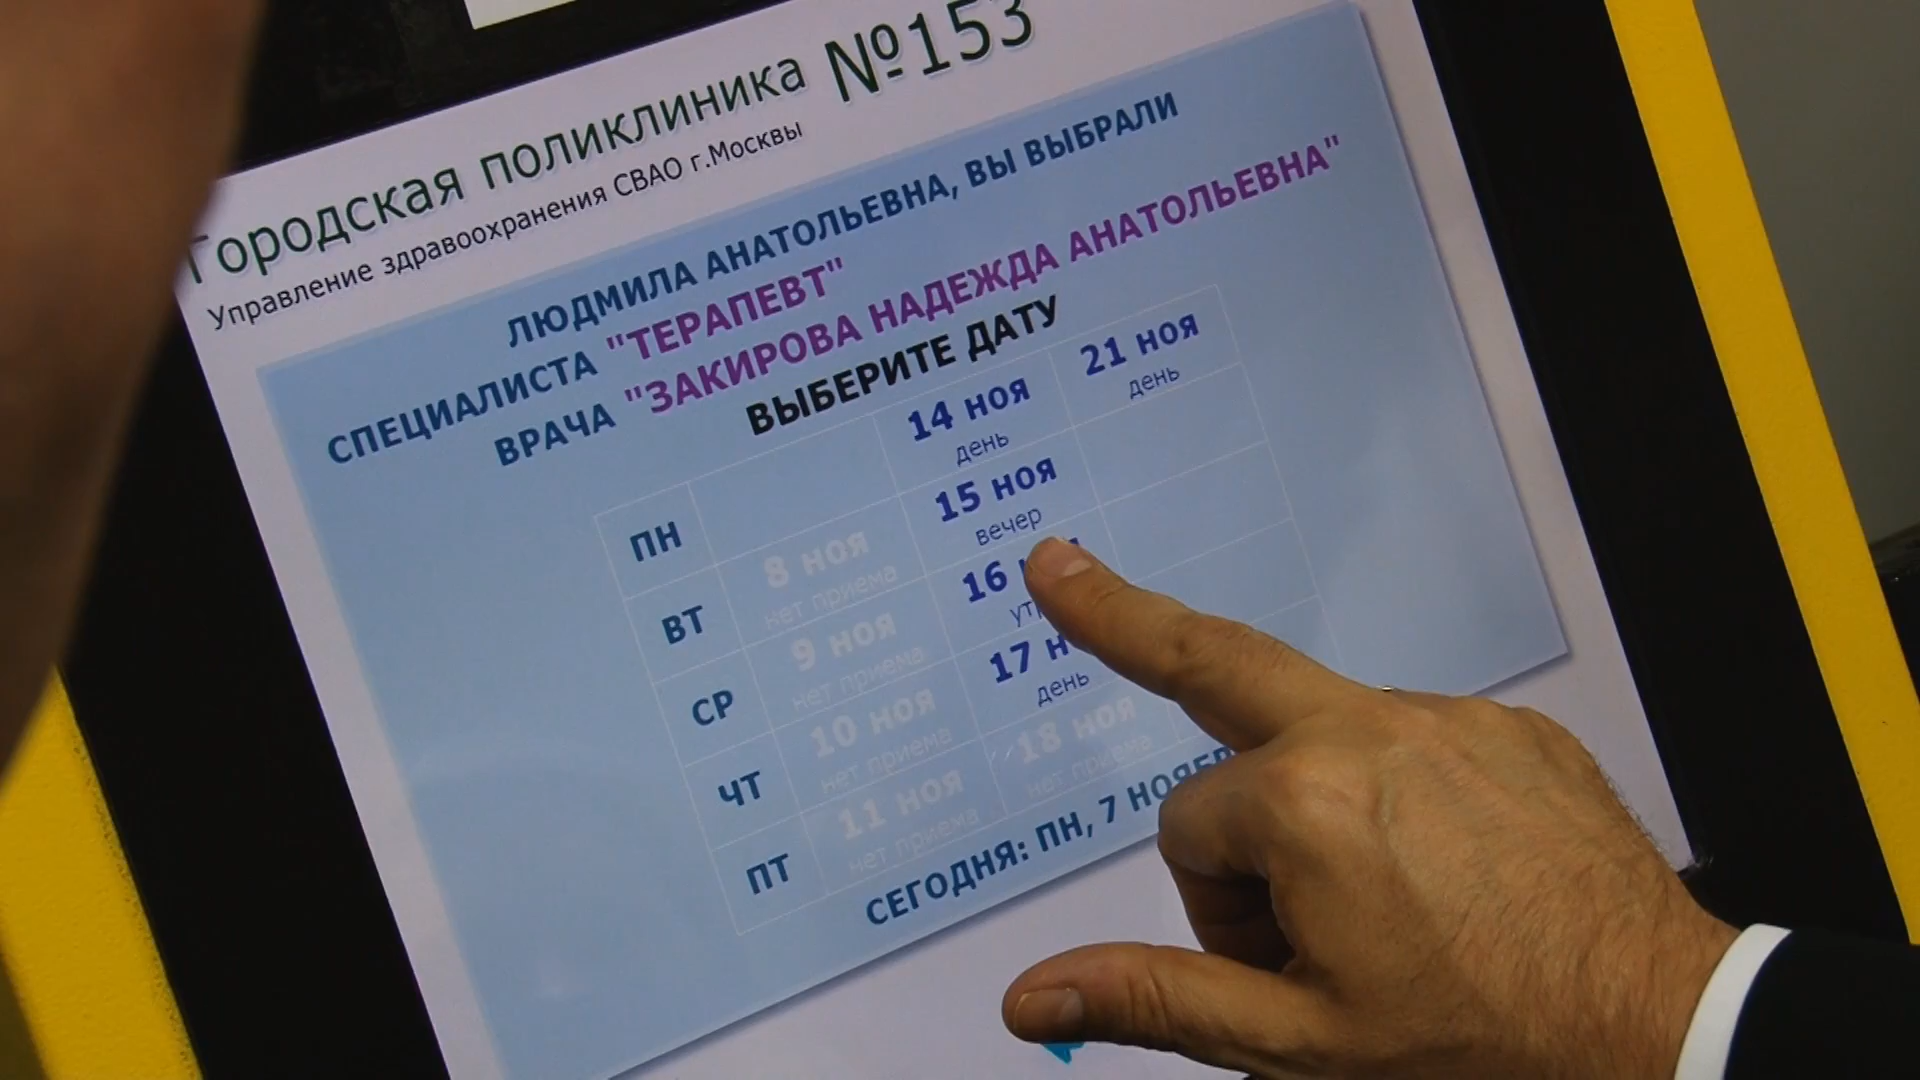 Городская поликлиника №153
Управление здравоохранения СВАО г.Москвы
ЛЮДМИЛА АНАТОЛЬЕВНА, ВЫ ВЫБРАЛИ
СПЕЦИАЛИСТА "ТЕРАПЕВТ"
ВРАЧА "ЗАКИРОВА НАДЕЖДА АНАТОЛЬЕВНА"
ВЫБЕРИТЕ ДАТУ
ПН 14 ноя 21 ноя
день день
ВТ 8 ноя 15 ноя
нет приема вечер
СР 9 ноя 16
нет приема
ЧТ 10 ноя 17
нет приема день
ПТ 11 ноя 18 ноя
нет приема нет приема
СЕГОДНЯ: ПН, 7